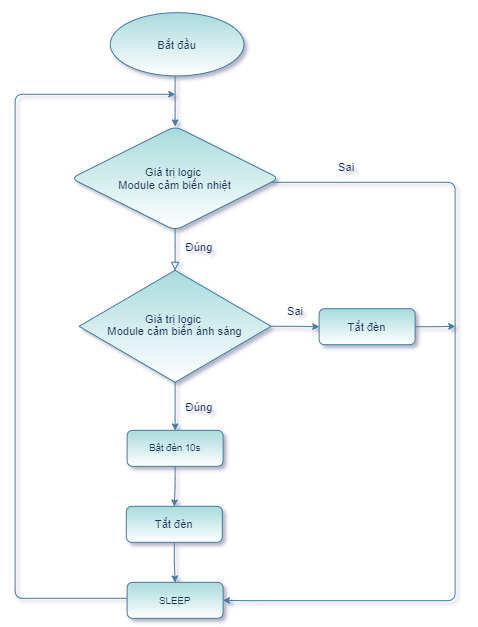 Bắt đầu
Giá trị logic
Module cảm biến nhiệt
Sai
Đúng
Giá trị logic
Module cảm biến ánh sáng
Sai
Tắt đèn
Đúng
Bật đèn 10s
Tắt đèn
SLEEP